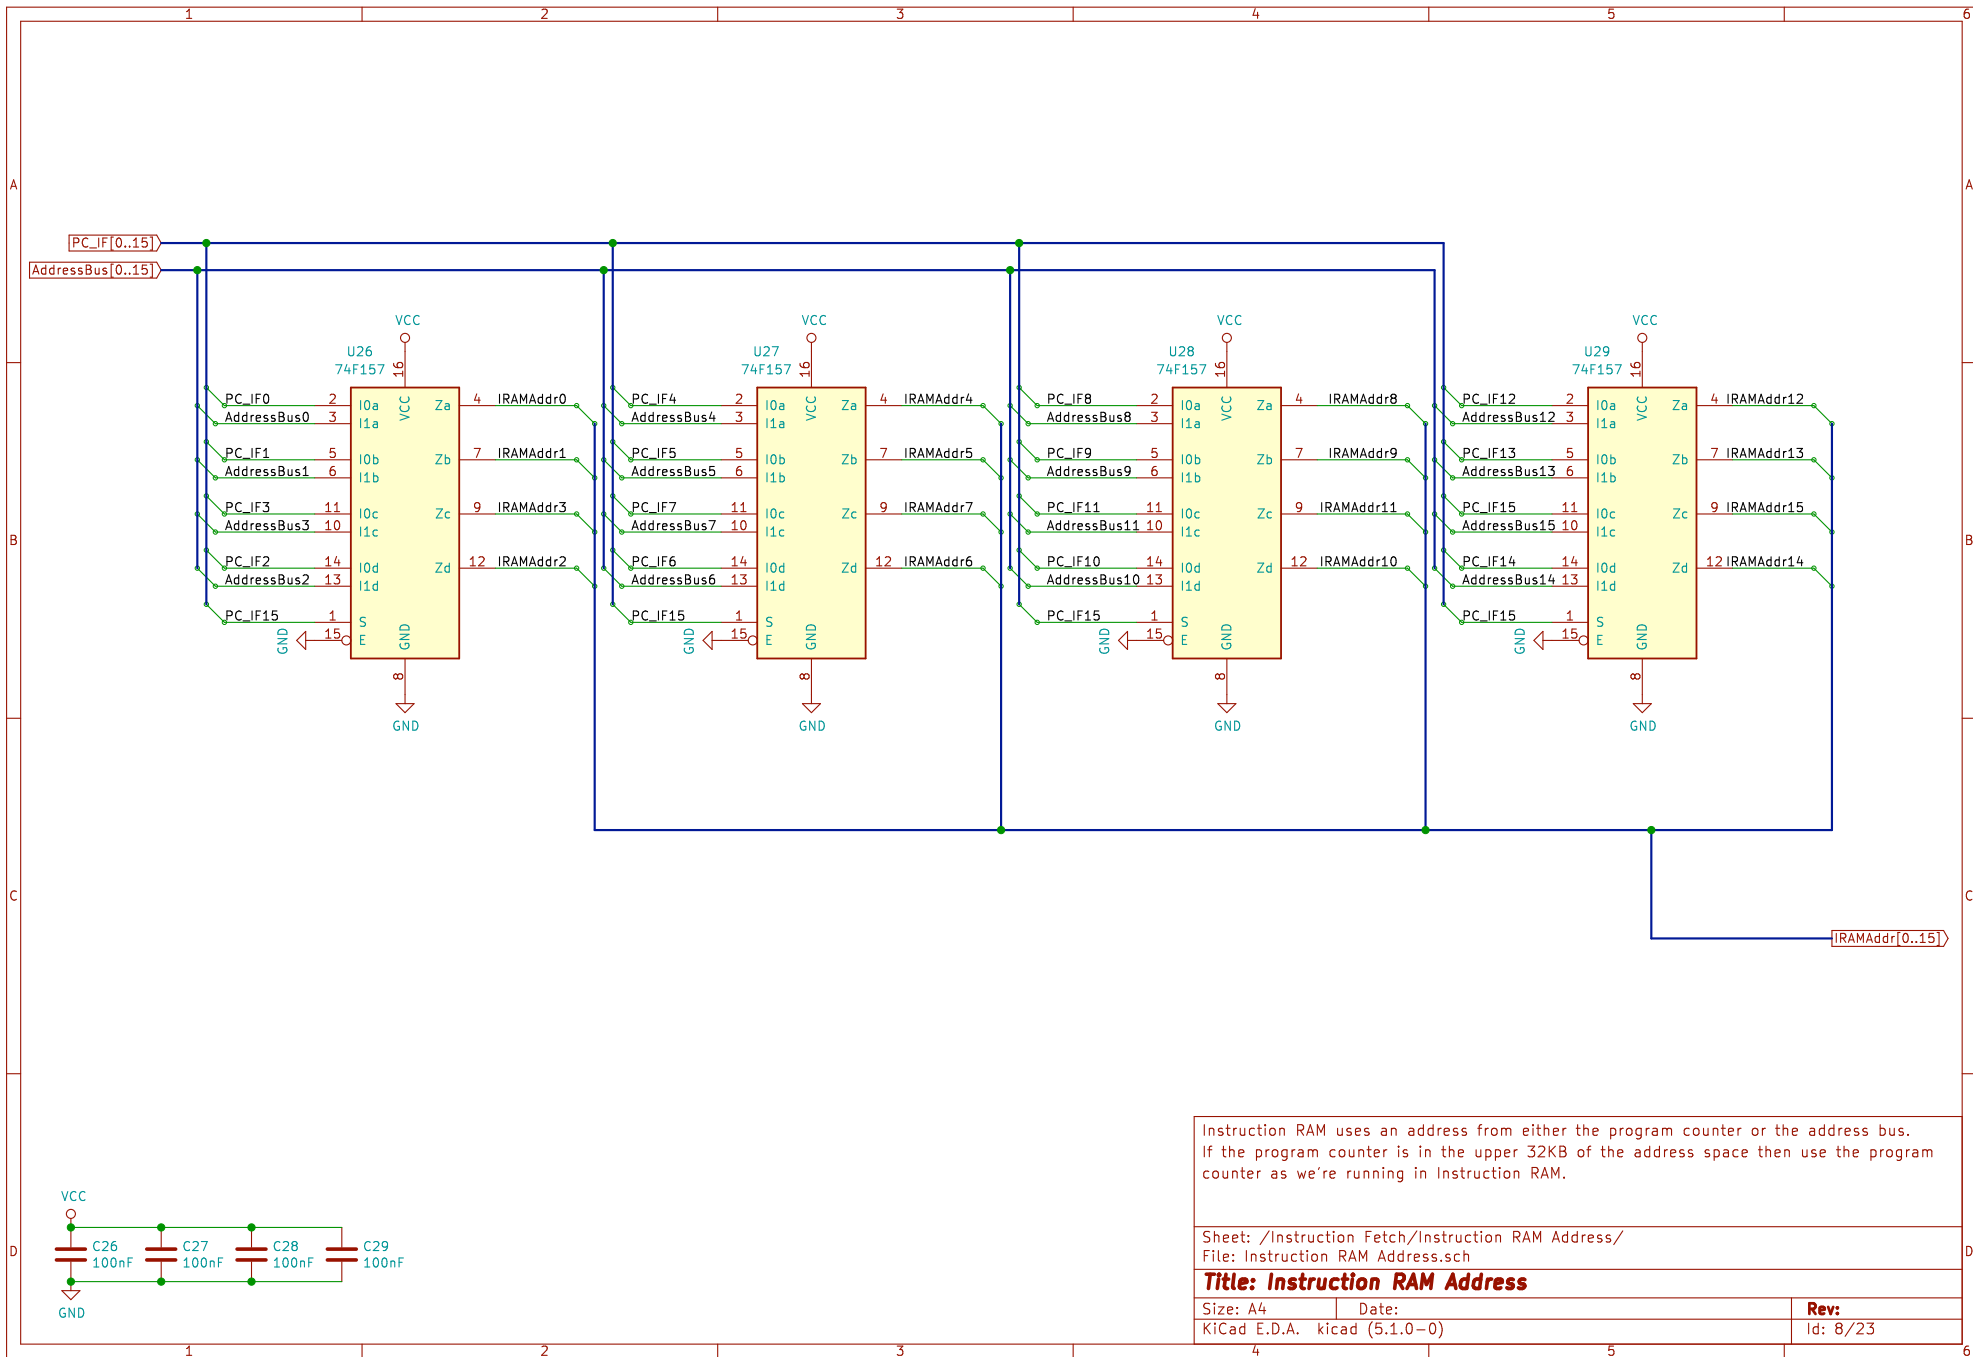 1 2 3 4 5 6
A A
B B
C C
D D
PC_IF[0..15]
AddressBus[0..15]
VCC VCC VCC VCC
U26 U27 U28 U29
74F157 74F157 74F157 74F157
16 16 16 16
VCC VCC VCC VCC
PC_IF0 2 I0a Za 4 IRAMAddr0
AddressBus0 3 I1a
PC_IF1 5 I0b Zb 7 IRAMAddr1
AddressBus1 6 I1b
PC_IF3 11 I0c Zc 9 IRAMAddr3
AddressBus3 10 I1c
PC_IF2 14 I0d Zd 12 IRAMAddr2
AddressBus2 13 I1d
PC_IF15 1 S
GND 15 E GND
8
GND
PC_IF4 2 I0a Za 4 IRAMAddr4
AddressBus4 3 I1a
PC_IF5 5 I0b Zb 7 IRAMAddr5
AddressBus5 6 I1b
PC_IF7 11 I0c Zc 9 IRAMAddr7
AddressBus7 10 I1c
PC_IF6 14 I0d Zd 12 IRAMAddr6
AddressBus6 13 I1d
PC_IF15 1 S
GND 15 E GND
8
GND
PC_IF8 2 I0a Za 4 IRAMAddr8
AddressBus8 3 I1a
PC_IF9 5 I0b Zb 7 IRAMAddr9
AddressBus9 6 I1b
PC_IF11 11 I0c Zc 9 IRAMAddr11
AddressBus11 10 I1c
PC_IF10 14 I0d Zd 12 IRAMAddr10
AddressBus10 13 I1d
PC_IF15 1 S
GND 15 E GND
8
GND
PC_IF12 2 I0a Za 4 IRAMAddr12
AddressBus12 3 I1a
PC_IF13 5 I0b Zb 7 IRAMAddr13
AddressBus13 6 I1b
PC_IF15 11 I0c Zc 9 IRAMAddr15
AddressBus15 10 I1c
PC_IF14 14 I0d Zd 12 IRAMAddr14
AddressBus14 13 I1d
PC_IF15 1 S
GND 15 E GND
8
GND
IRAMAddr[0..15]
VCC
C26 C27 C28 C29
100nF 100nF 100nF 100nF
GND
Instruction RAM uses an address from either the program counter or the address bus.
If the program counter is in the upper 32KB of the address space then use the program
counter as we're running in Instruction RAM.
Sheet: /Instruction Fetch/Instruction RAM Address/
File: Instruction RAM Address.sch
Title: Instruction RAM Address
Size: A4 Date: Rev:
KiCad E.D.A. kicad (5.1.0-0) Id: 8/23
1 2 3 4 5 6